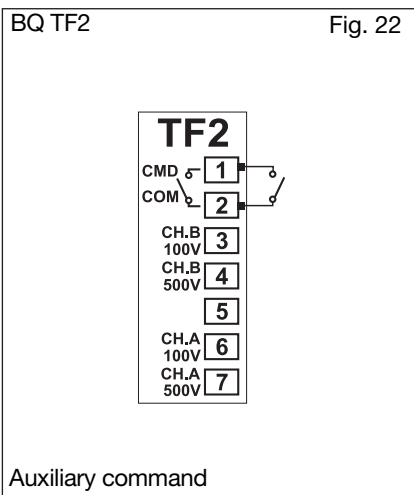 BQ TF2 Fig. 22
TF2
CMD 1
COM 2
CH.B
100V 3
CH.B
500V 4
5
CH.A
100V 6
CH.A
500V 7
Auxiliary command